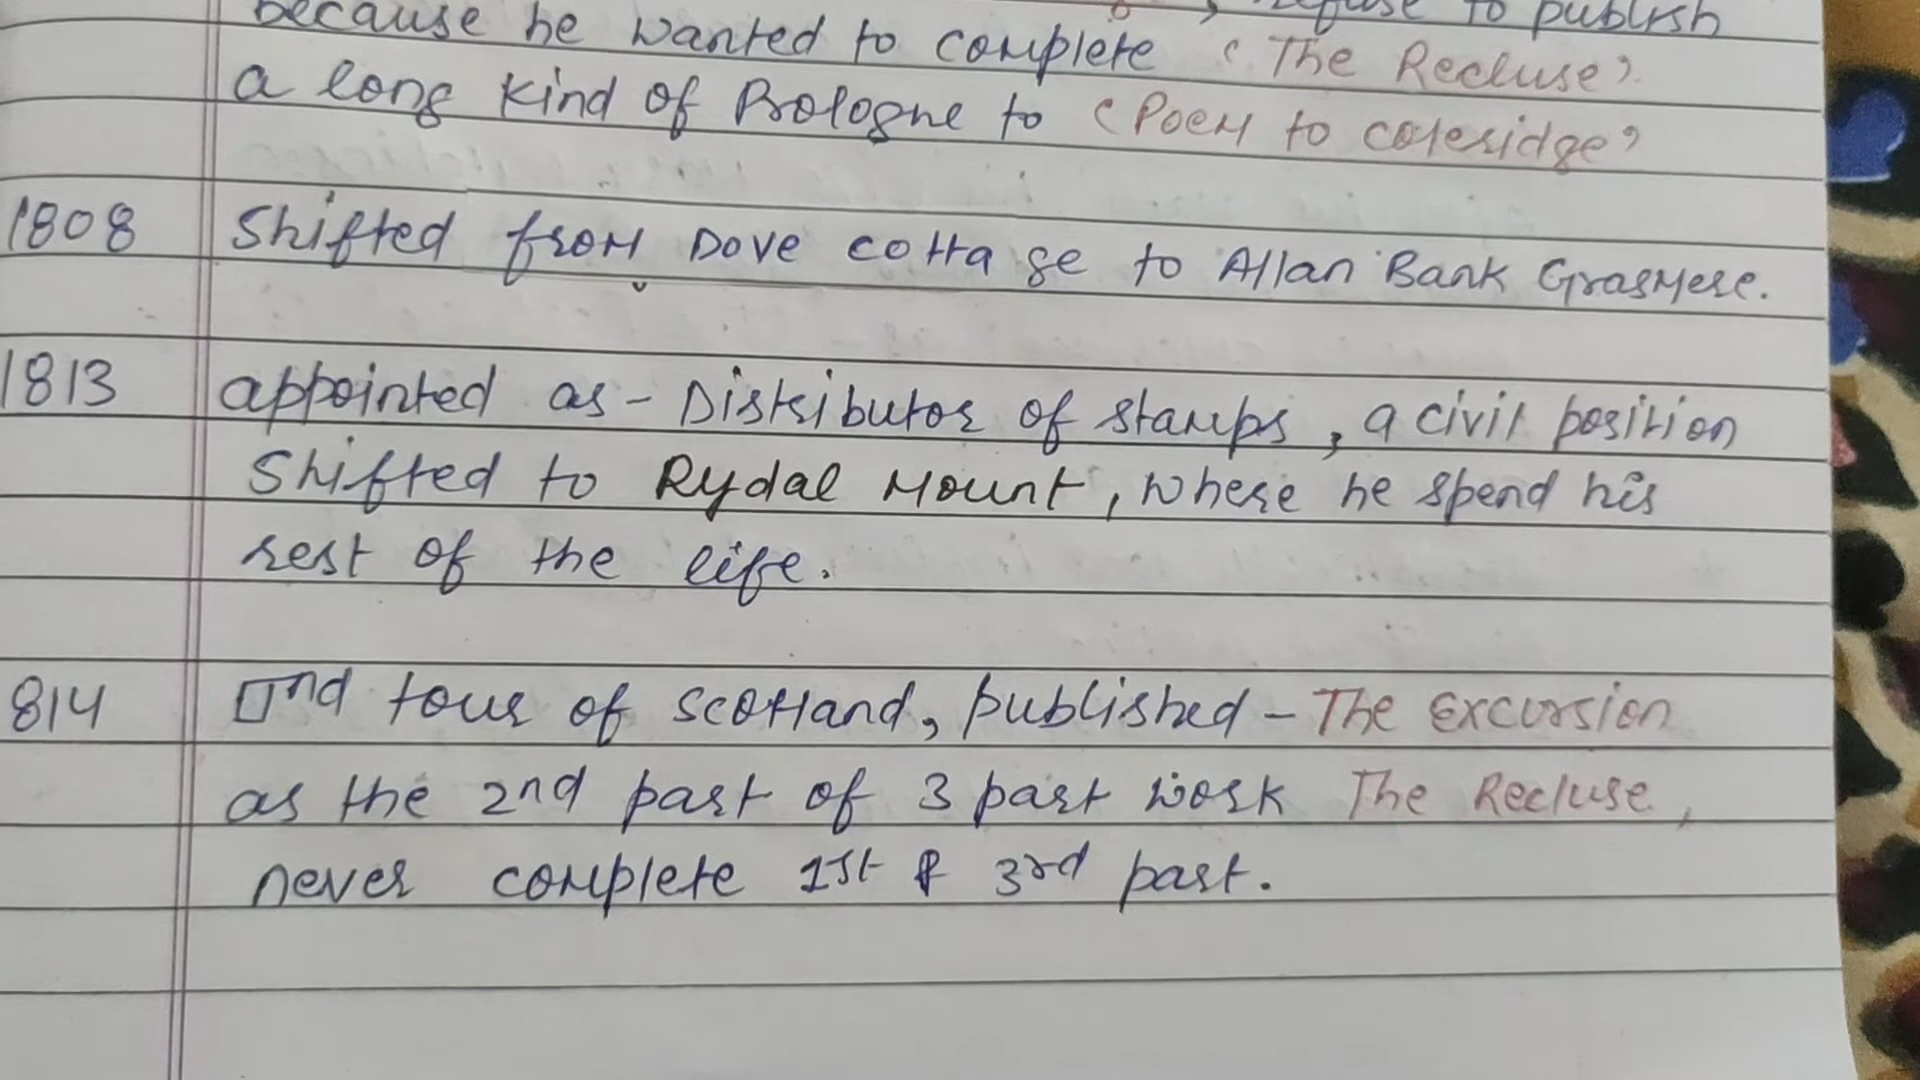 refuse to publish
because he wanted to complete 'The Recluse'.
a long kind of Prologue to 'Poem to coleridge'
1808 Shifted from Dove cottage to Allan Bank Grasmere.
1813 appointed as - Distributor of stamps, a civil position
Shifted to Rydal Mount, where he spend his
rest of the life.
814 IInd tour of scotland, published - The Excursion
as the 2nd part of 3 part work The Recluse,
never complete 1st & 3rd part.